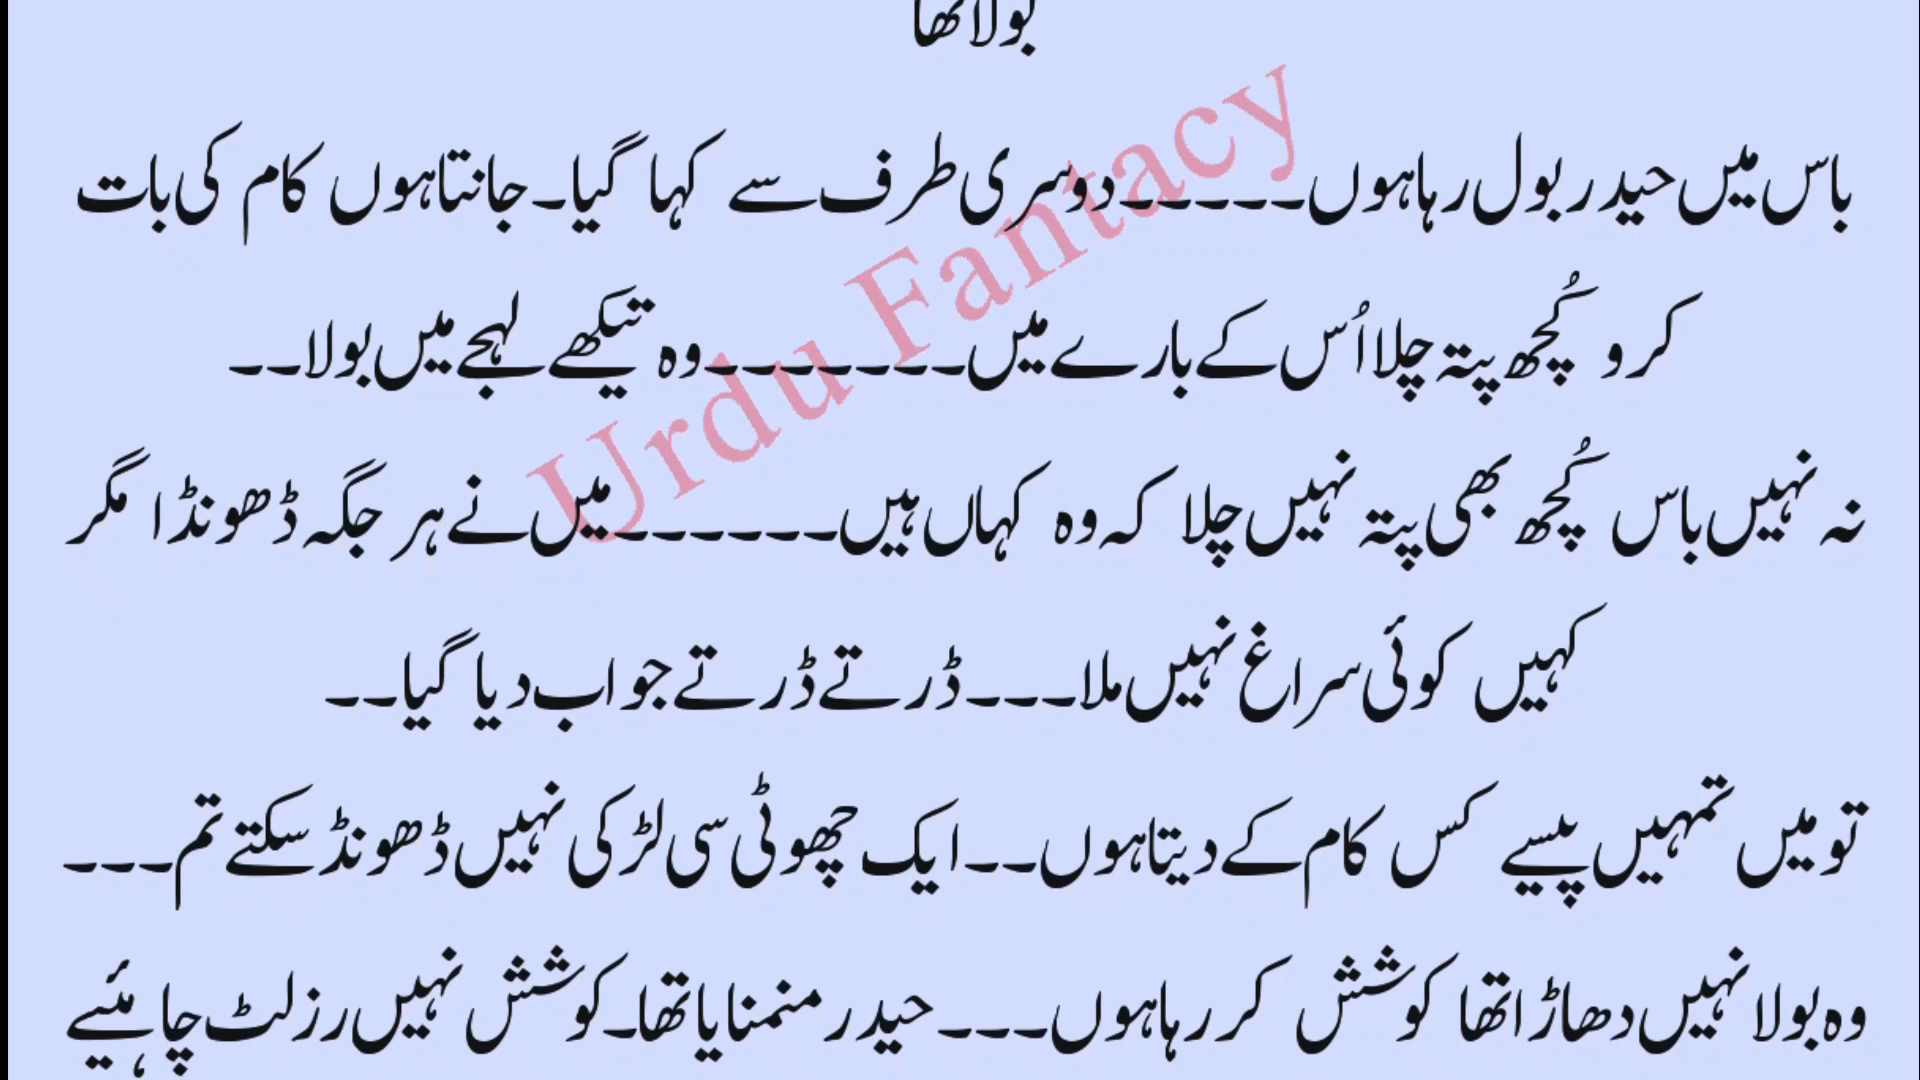 بولا تھا
باس میں حیدر بول رہا ہوں۔۔۔۔۔دوسری طرف سے کہا گیا۔جانتا ہوں کام کی بات
کرو کُچھ پتہ چلا اُس کے بارے میں۔۔۔۔۔۔۔وہ تیکھے لہجے میں بولا۔۔
نہ نہیں باس کُچھ بھی پتہ نہیں چلا کہ وہ کہاں ہیں۔۔۔۔۔۔میں نے ہر جگہ ڈھونڈا مگر
کہیں کوئی سراغ نہیں ملا۔۔۔ڈرتے ڈرتے جواب دیا گیا۔۔
تو میں تمہیں پیسے کس کام کے دیتا ہوں۔۔ایک چھوٹی سی لڑکی نہیں ڈھونڈ سکتے تم۔۔۔
وہ بولا نہیں دھاڑا تھا کوشش کر رہا ہوں۔۔۔حیدر منمنایا تھا۔کوشش نہیں رزلٹ چاہئیے
Urdu Fantacy